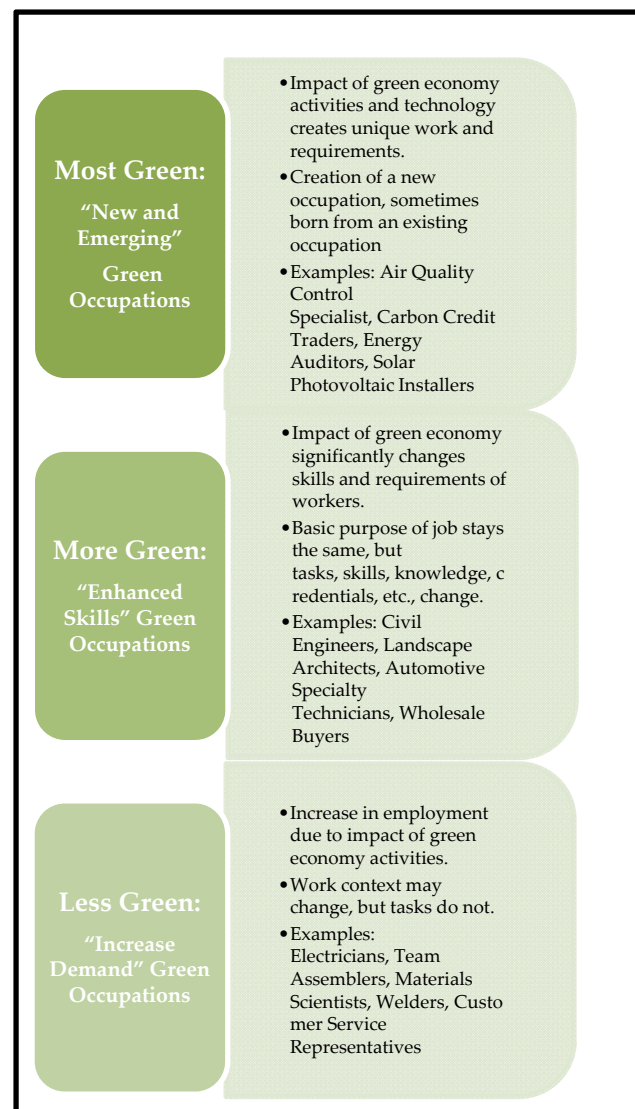 Most Green:
“New and
Emerging”
Green
Occupations
•Impact of green economy
activities and technology
creates unique work and
requirements.
•Creation of a new
occupation, sometimes
born from an existing
occupation
•Examples: Air Quality
Control
Specialist, Carbon Credit
Traders, Energy
Auditors, Solar
Photovoltaic Installers
More Green:
“Enhanced
Skills” Green
Occupations
•Impact of green economy
significantly changes
skills and requirements of
workers.
•Basic purpose of job stays
the same, but
tasks, skills, knowledge, c
redentials, etc., change.
•Examples: Civil
Engineers, Landscape
Architects, Automotive
Specialty
Technicians, Wholesale
Buyers
Less Green:
“Increase
Demand” Green
Occupations
•Increase in employment
due to impact of green
economy activities.
•Work context may
change, but tasks do not.
•Examples:
Electricians, Team
Assemblers, Materials
Scientists, Welders, Custo
mer Service
Representatives